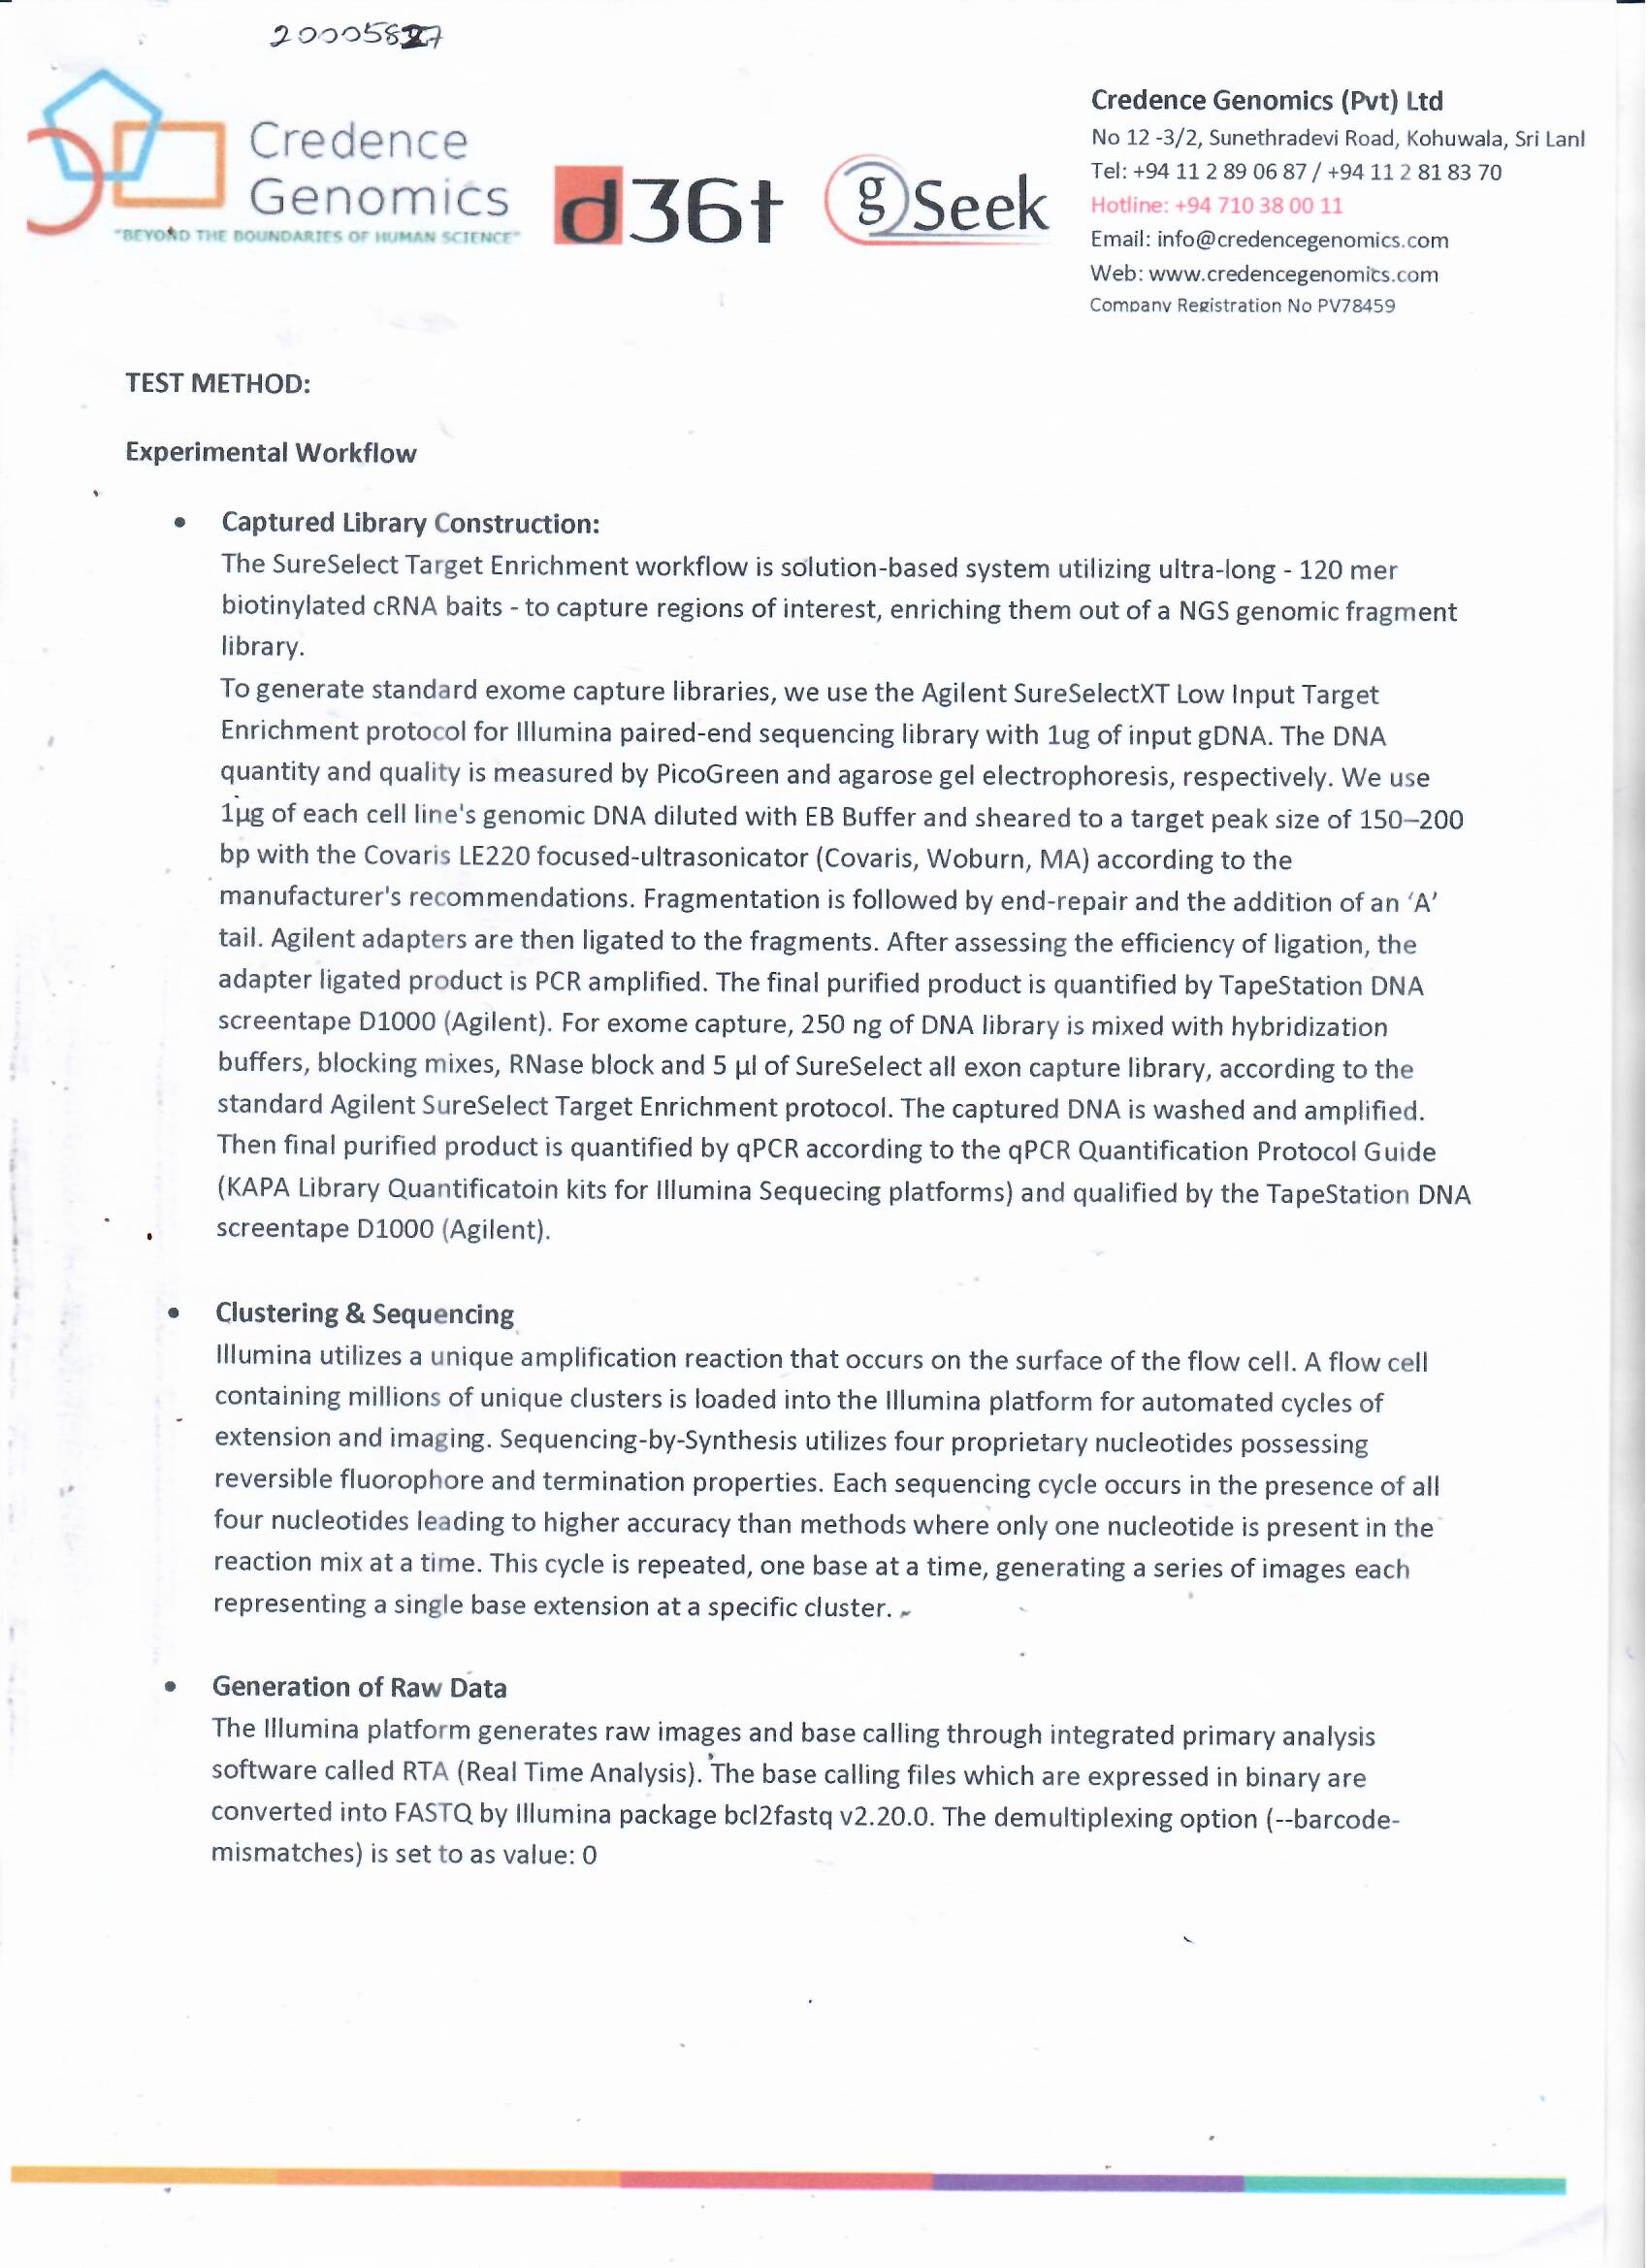 Credence
Genomics
"BEYOND THE BOUNDARIES OF HUMAN SCIENCE"
d36t
gSeek
Credence Genomics (Pvt) Ltd
No 12 -3/2, Sunethradevi Road, Kohuwala, Sri Lanl
Tel: +94 11 2 89 06 87 / +94 11 2 81 83 70
Hotline: +94 710 38 00 11
Email: info@credencegenomics.com
Web: www.credencegenomics.com
Company Registration No PV78459
TEST METHOD:
Experimental Workflow
• Captured Library Construction:
The SureSelect Target Enrichment workflow is solution-based system utilizing ultra-long - 120 mer
biotinylated cRNA baits - to capture regions of interest, enriching them out of a NGS genomic fragment
library.
To generate standard exome capture libraries, we use the Agilent SureSelectXT Low Input Target
Enrichment protocol for Illumina paired-end sequencing library with 1ug of input gDNA. The DNA
quantity and quality is measured by PicoGreen and agarose gel electrophoresis, respectively. We use
1µg of each cell line's genomic DNA diluted with EB Buffer and sheared to a target peak size of 150–200
bp with the Covaris LE220 focused-ultrasonicator (Covaris, Woburn, MA) according to the
manufacturer's recommendations. Fragmentation is followed by end-repair and the addition of an ‘A’
tail. Agilent adapters are then ligated to the fragments. After assessing the efficiency of ligation, the
adapter ligated product is PCR amplified. The final purified product is quantified by TapeStation DNA
screentape D1000 (Agilent). For exome capture, 250 ng of DNA library is mixed with hybridization
buffers, blocking mixes, RNase block and 5 µl of SureSelect all exon capture library, according to the
standard Agilent SureSelect Target Enrichment protocol. The captured DNA is washed and amplified.
Then final purified product is quantified by qPCR according to the qPCR Quantification Protocol Guide
(KAPA Library Quantificatoin kits for Illumina Sequecing platforms) and qualified by the TapeStation DNA
screentape D1000 (Agilent).
• Clustering & Sequencing
Illumina utilizes a unique amplification reaction that occurs on the surface of the flow cell. A flow cell
containing millions of unique clusters is loaded into the Illumina platform for automated cycles of
extension and imaging. Sequencing-by-Synthesis utilizes four proprietary nucleotides possessing
reversible fluorophore and termination properties. Each sequencing cycle occurs in the presence of all
four nucleotides leading to higher accuracy than methods where only one nucleotide is present in the
reaction mix at a time. This cycle is repeated, one base at a time, generating a series of images each
representing a single base extension at a specific cluster.
• Generation of Raw Data
The Illumina platform generates raw images and base calling through integrated primary analysis
software called RTA (Real Time Analysis). The base calling files which are expressed in binary are
converted into FASTQ by Illumina package bcl2fastq v2.20.0. The demultiplexing option (--barcode-
mismatches) is set to as value: 0